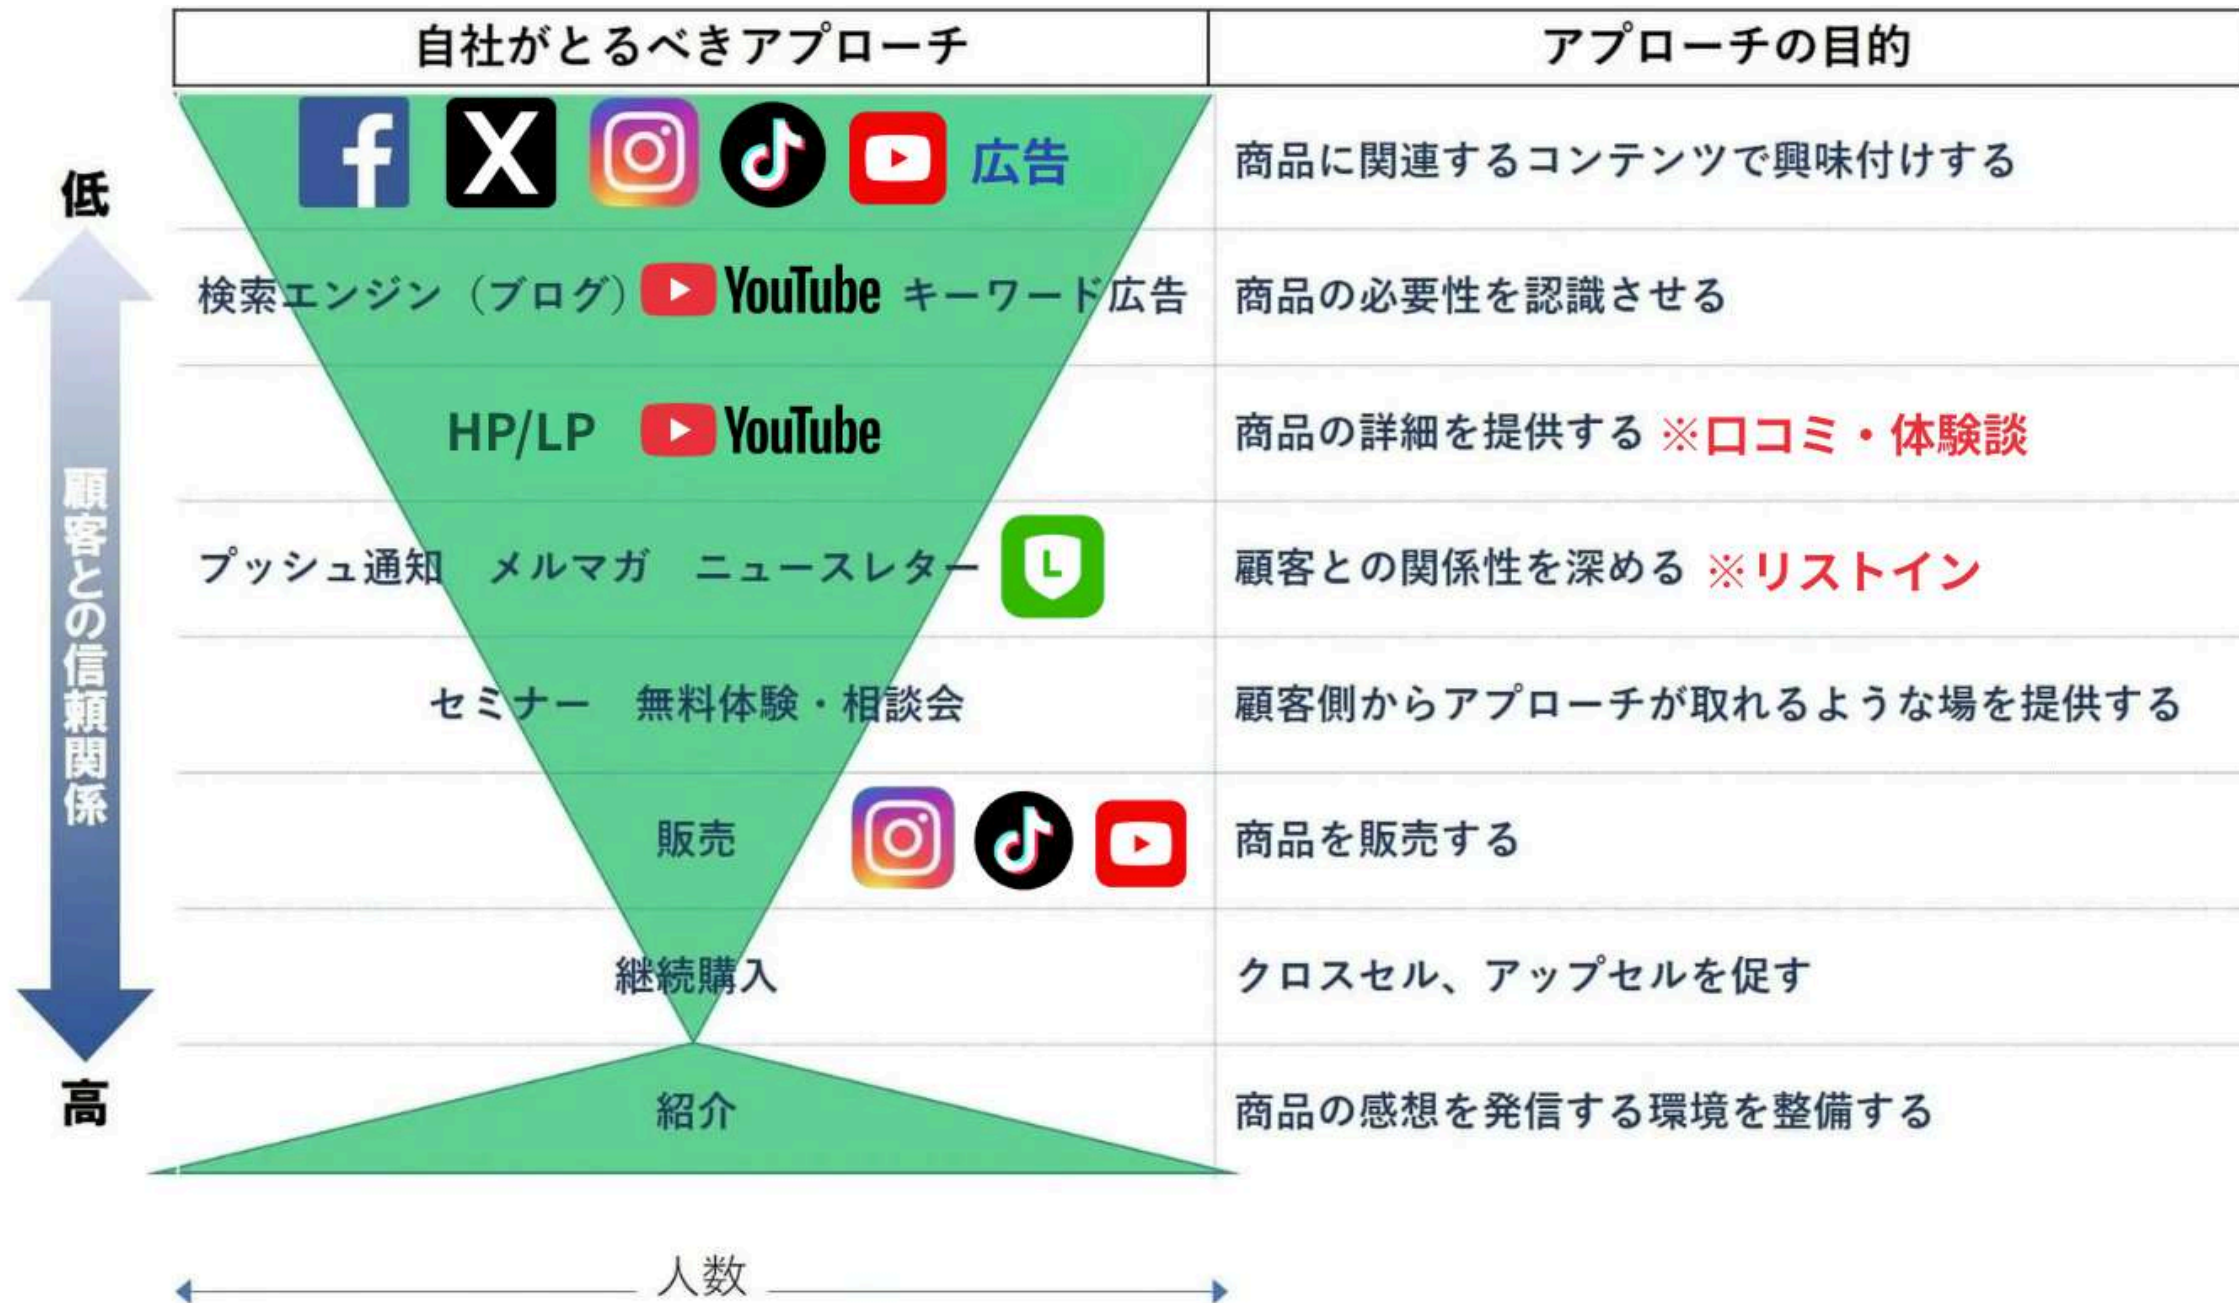 自社がとるべきアプローチ
アプローチの目的
低
顧客との信頼関係
高
広告
商品に関連するコンテンツで興味付けする
検索エンジン（ブログ） YouTube キーワード広告
商品の必要性を認識させる
HP/LP YouTube
商品の詳細を提供する ※口コミ・体験談
プッシュ通知 メルマガ ニュースレター L
顧客との関係性を深める ※リストイン
セミナー 無料体験・相談会
顧客側からアプローチが取れるような場を提供する
販売
商品を販売する
継続購入
クロスセル、アップセルを促す
紹介
商品の感想を発信する環境を整備する
人数